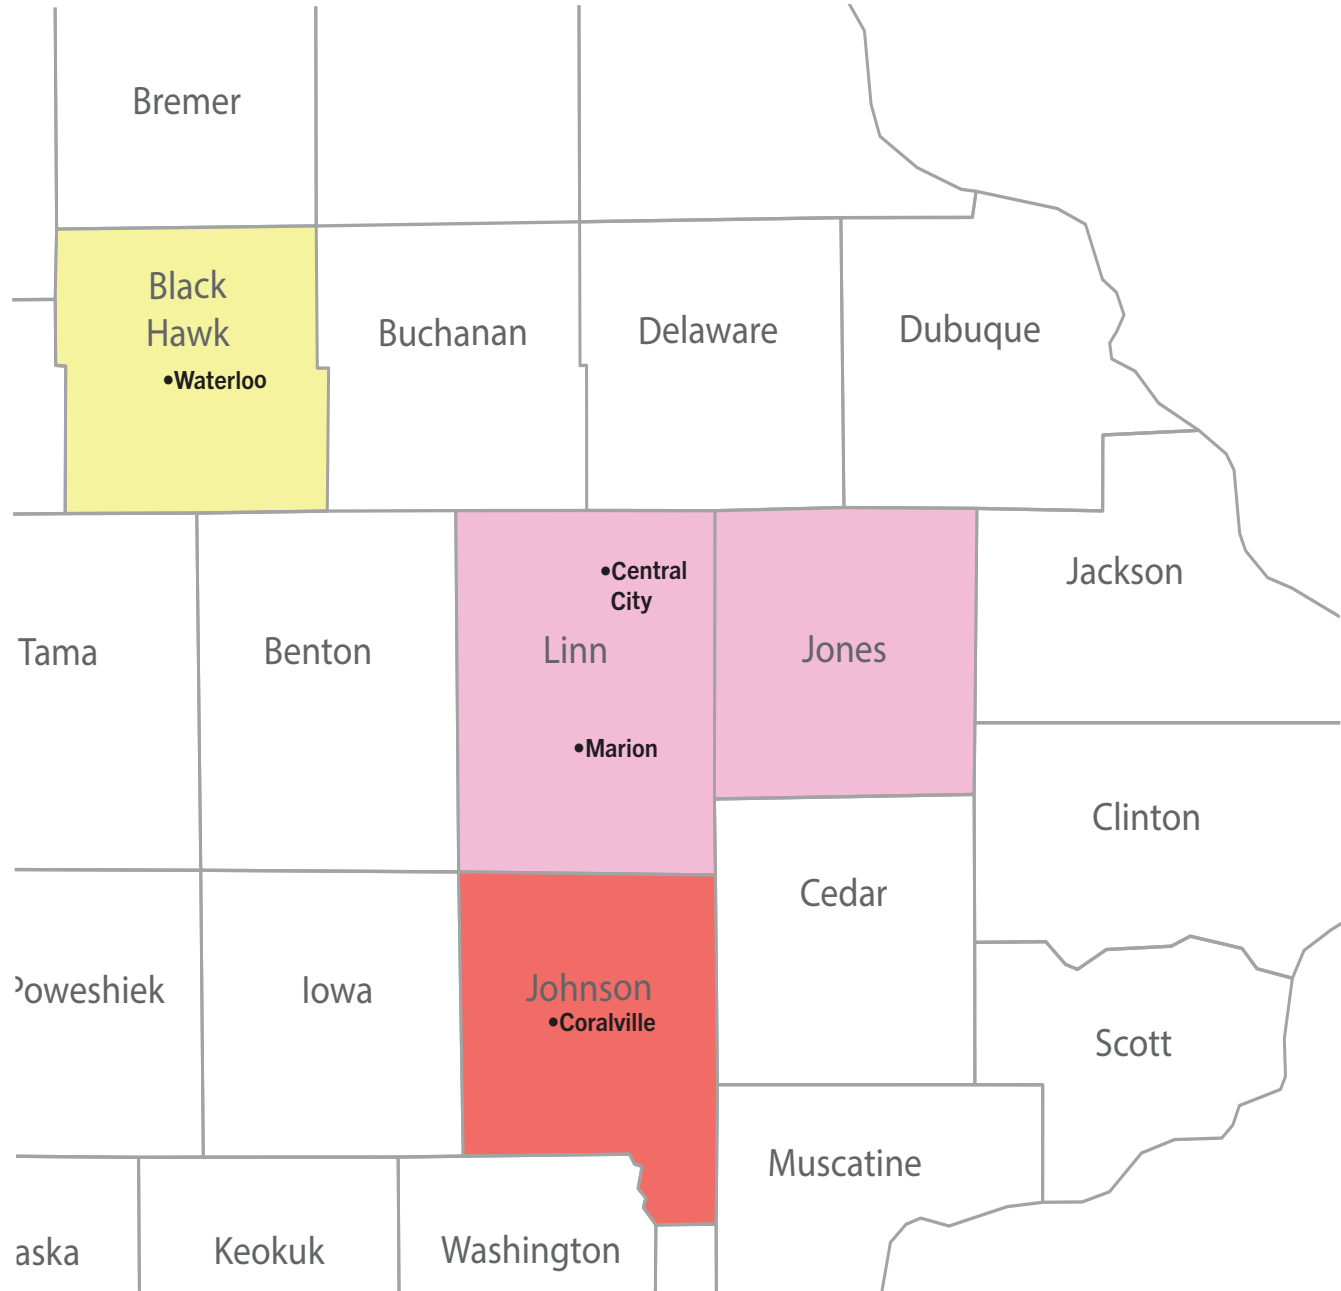 Bremer
Black
Hawk
•Waterloo
Buchanan
Delaware
Dubuque
•Central
City
Jackson
Tama
Benton
Linn
Jones
•Marion
Clinton
Cedar
Poweshiek
Iowa
Johnson
•Coralville
Scott
Muscatine
aska
Keokuk
Washington